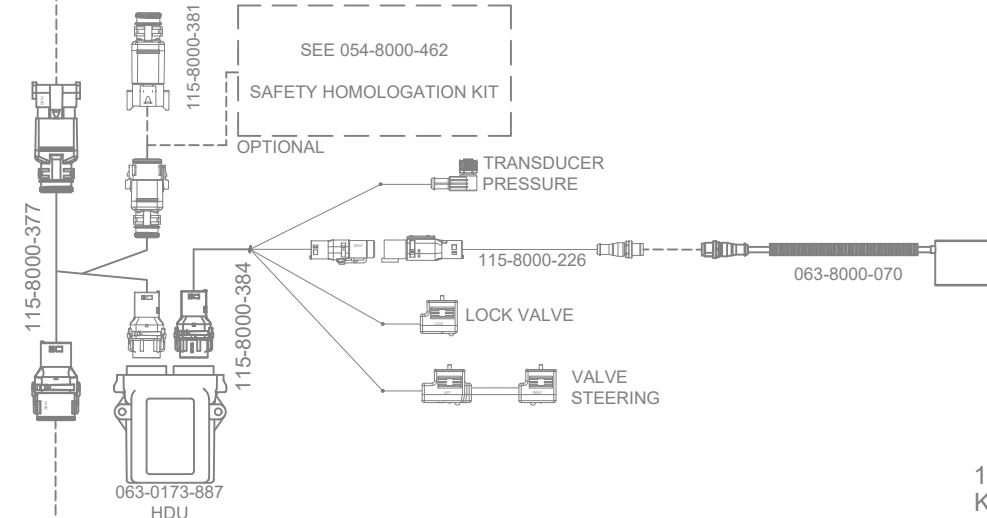 115-8000-381
SEE 054-8000-462
SAFETY HOMOLOGATION KIT
OPTIONAL
TRANSDUCER
PRESSURE
115-8000-377
115-8000-384
115-8000-226
063-8000-070
LOCK VALVE
VALVE
STEERING
063-0173-887
HDU
1
K